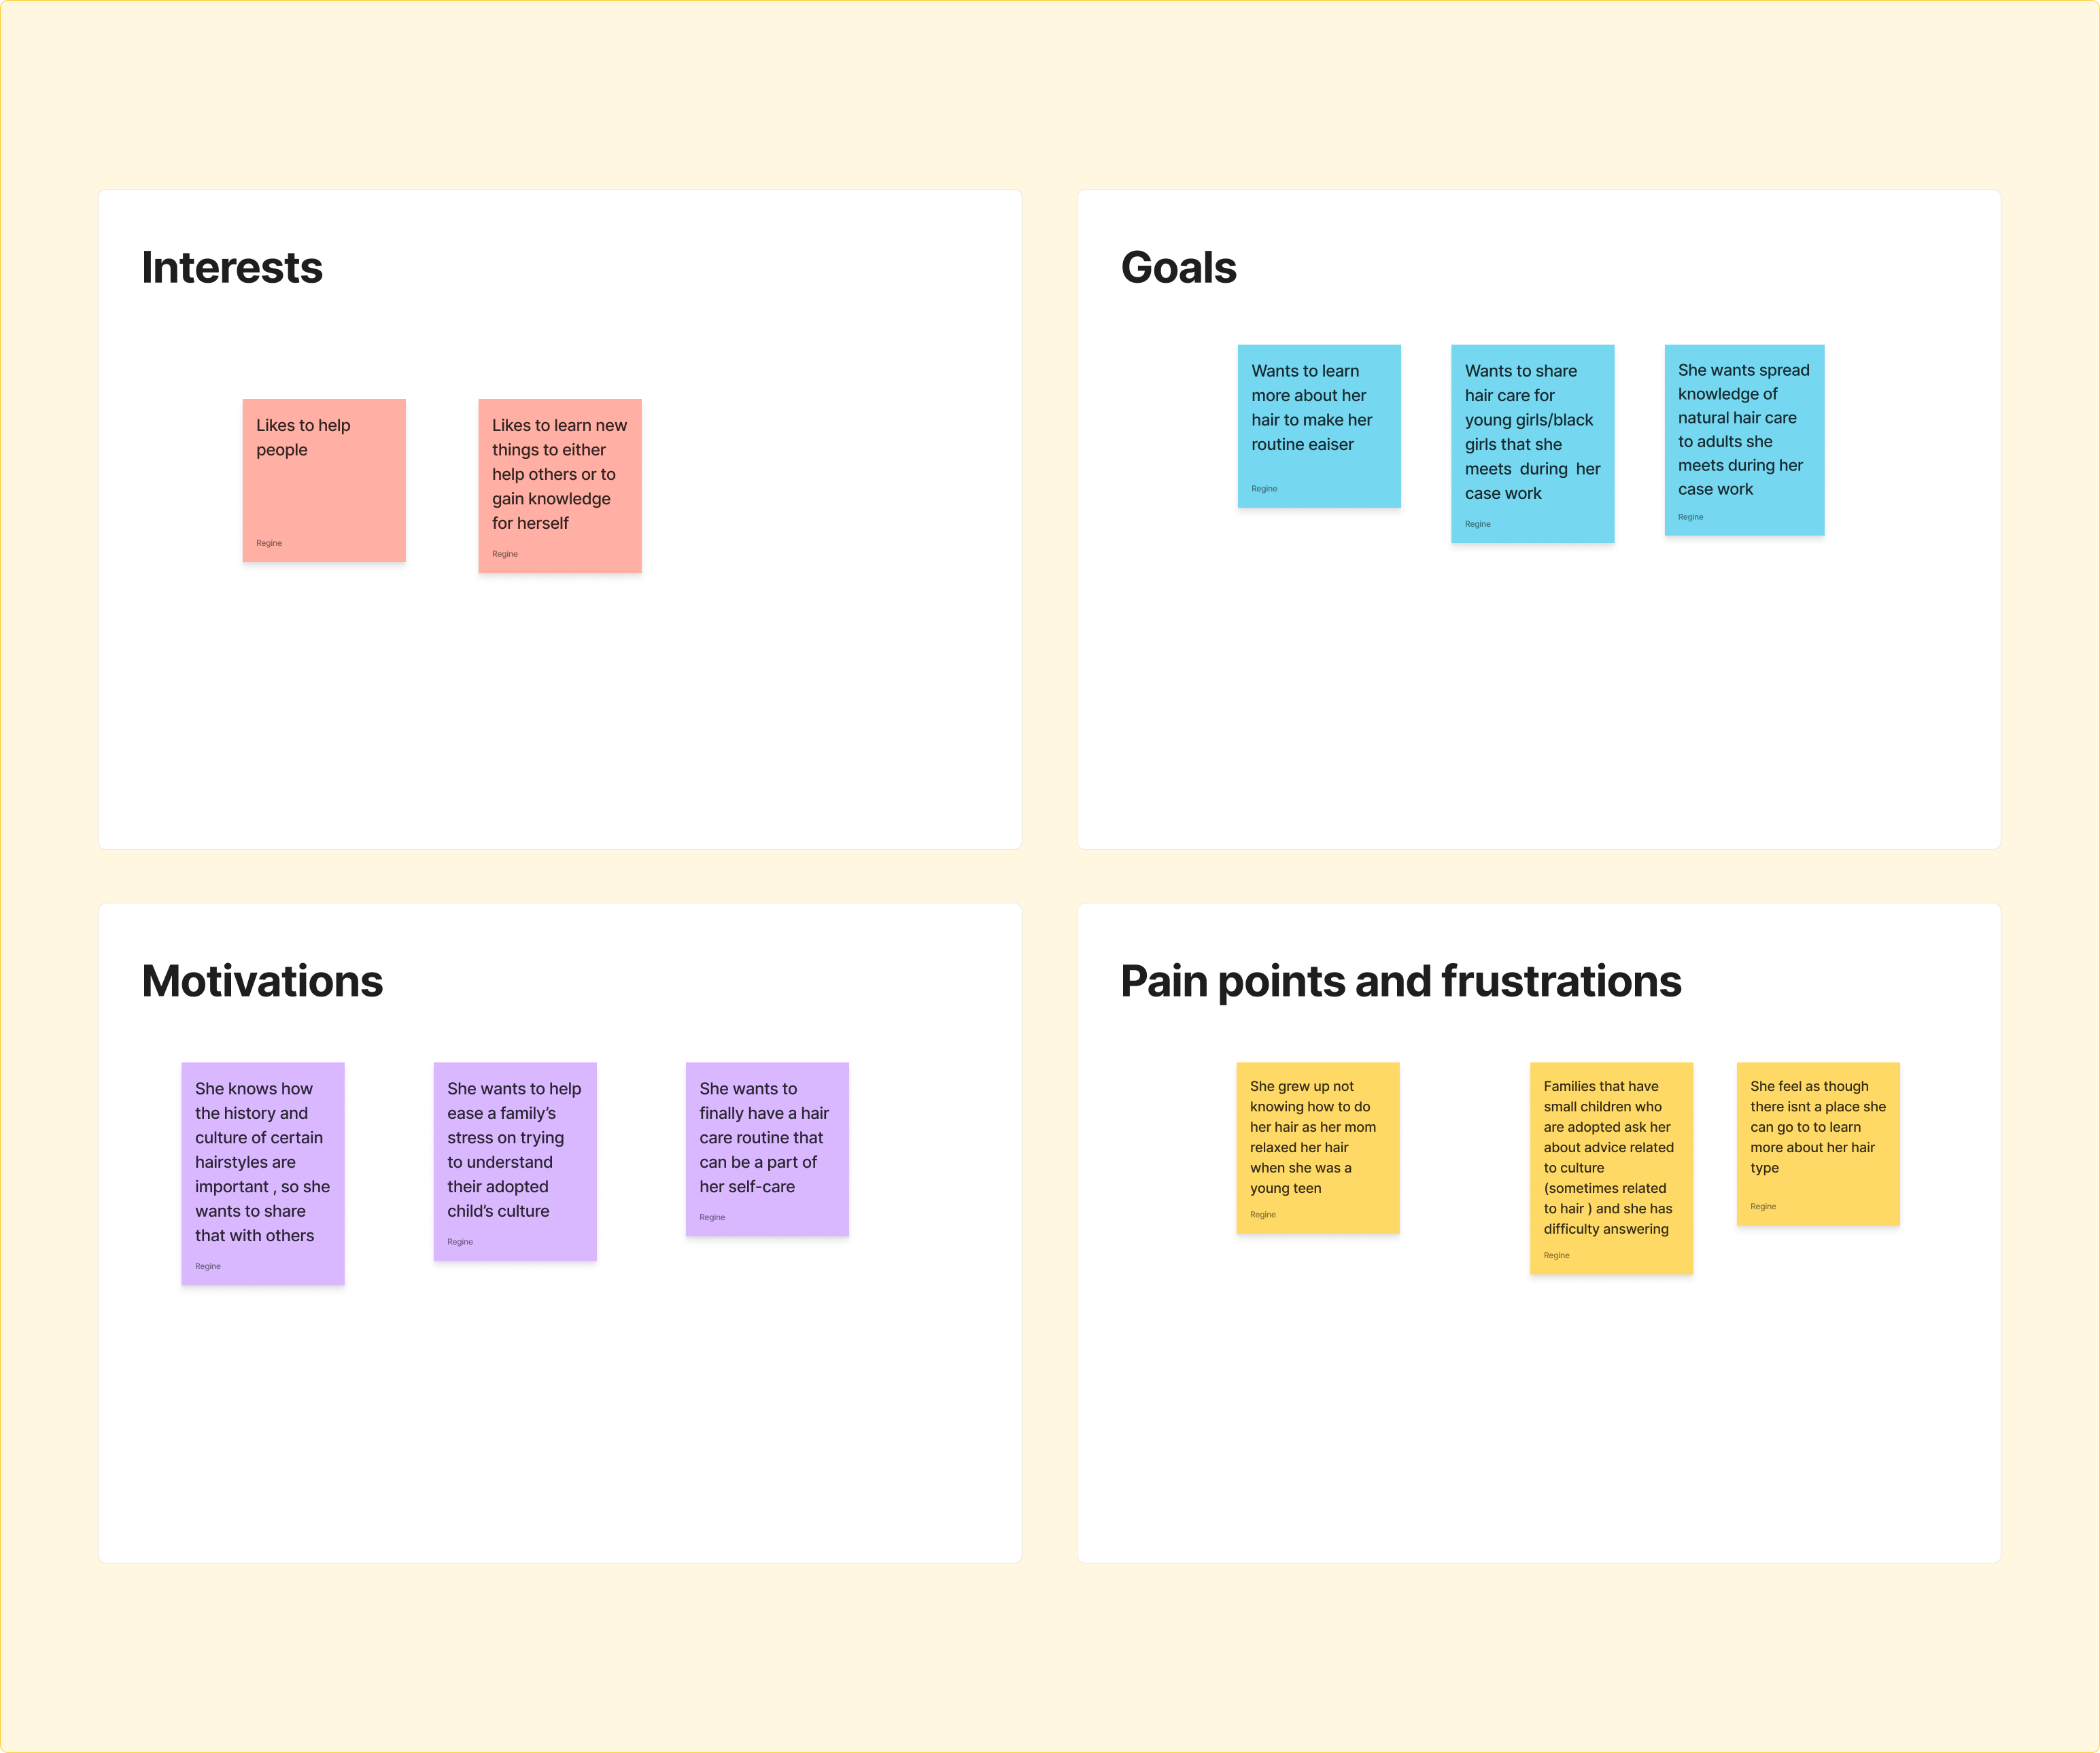 Interests
Likes to help
people
Regine
Likes to learn new
things to either
help others or to
gain knowledge
for herself
Regine
Goals
Wants to learn
more about her
hair to make her
routine eaiser
Regine
Wants to share
hair care for
young girls/black
girls that she
meets  during  her
case work
Regine
She wants spread
knowledge of
natural hair care
to adults she
meets during her
case work
Regine
Motivations
She knows how
the history and
culture of certain
hairstyles are
important , so she
wants to share
that with others
Regine
She wants to help
ease a family’s
stress on trying
to understand
their adopted
child’s culture
Regine
She wants to
finally have a hair
care routine that
can be a part of
her self-care
Regine
Pain points and frustrations
She grew up not
knowing how to do
her hair as her mom
relaxed her hair
when she was a
young teen
Regine
Families that have
small children who
are adopted ask her
about advice related
to culture
(sometimes related
to hair ) and she has
difficulty answering
Regine
She feel as though
there isnt a place she
can go to to learn
more about her hair
type
Regine